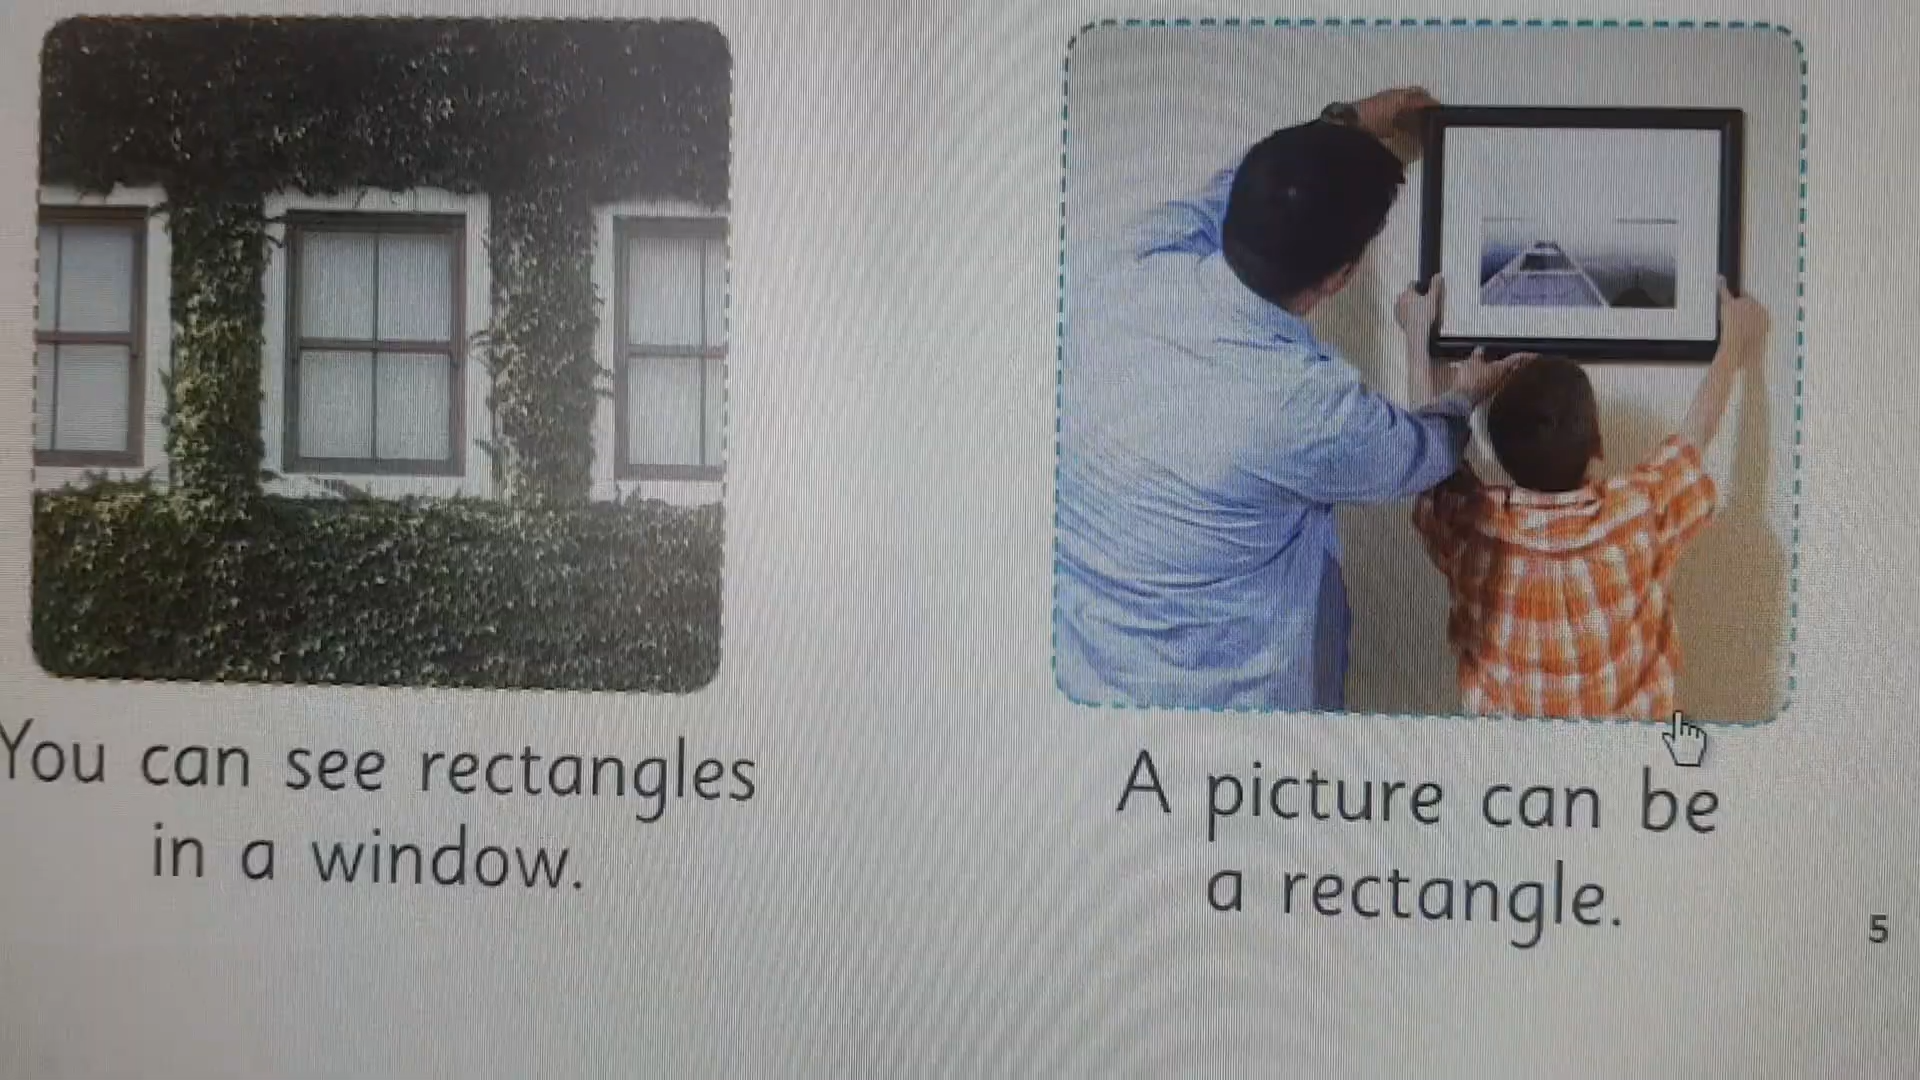 You can see rectangles
in a window.
A picture can be
a rectangle.
5